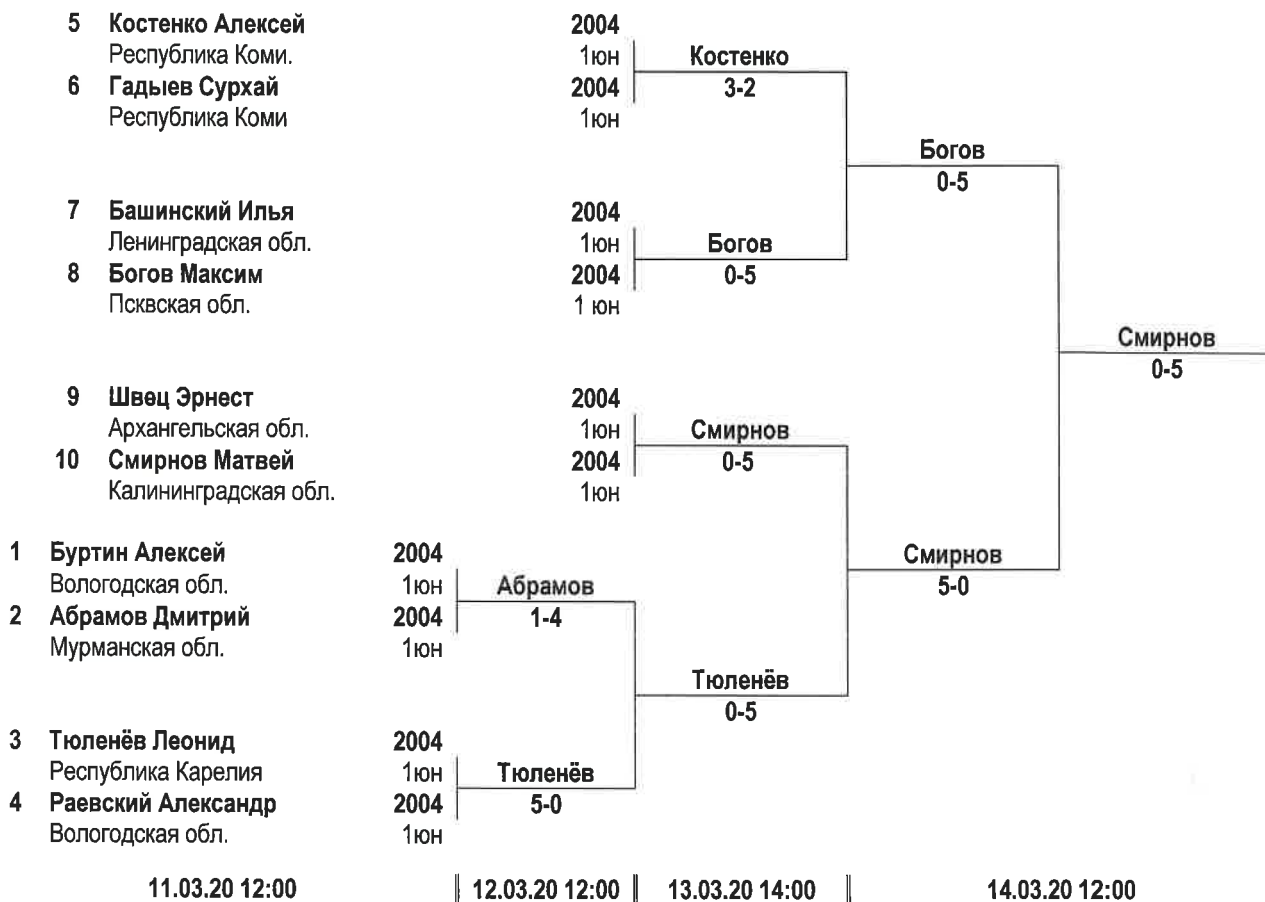 5 Костенко Алексей 2004
Республика Коми. 1юн Костенко
6 Гадыев Сурхай 2004 3-2
Республика Коми 1юн
Богов
0-5
7 Башинский Илья 2004
Ленинградская обл. 1юн Богов
8 Богов Максим 2004 0-5
Псквская обл. 1 юн
Смирнов
0-5
9 Швец Эрнест 2004
Архангельская обл. 1юн Смирнов
10 Смирнов Матвей 2004 0-5
Калининградская обл. 1юн
1 Буртин Алексей 2004 Смирнов
Вологодская обл. 1юн Абрамов 5-0
2 Абрамов Дмитрий 2004 1-4
Мурманская обл. 1юн
Тюленёв
0-5
3 Тюленёв Леонид 2004
Республика Карелия 1юн Тюленёв
4 Раевский Александр 2004 5-0
Вологодская обл. 1юн
11.03.20 12:00 12.03.20 12:00 13.03.20 14:00 14.03.20 12:00